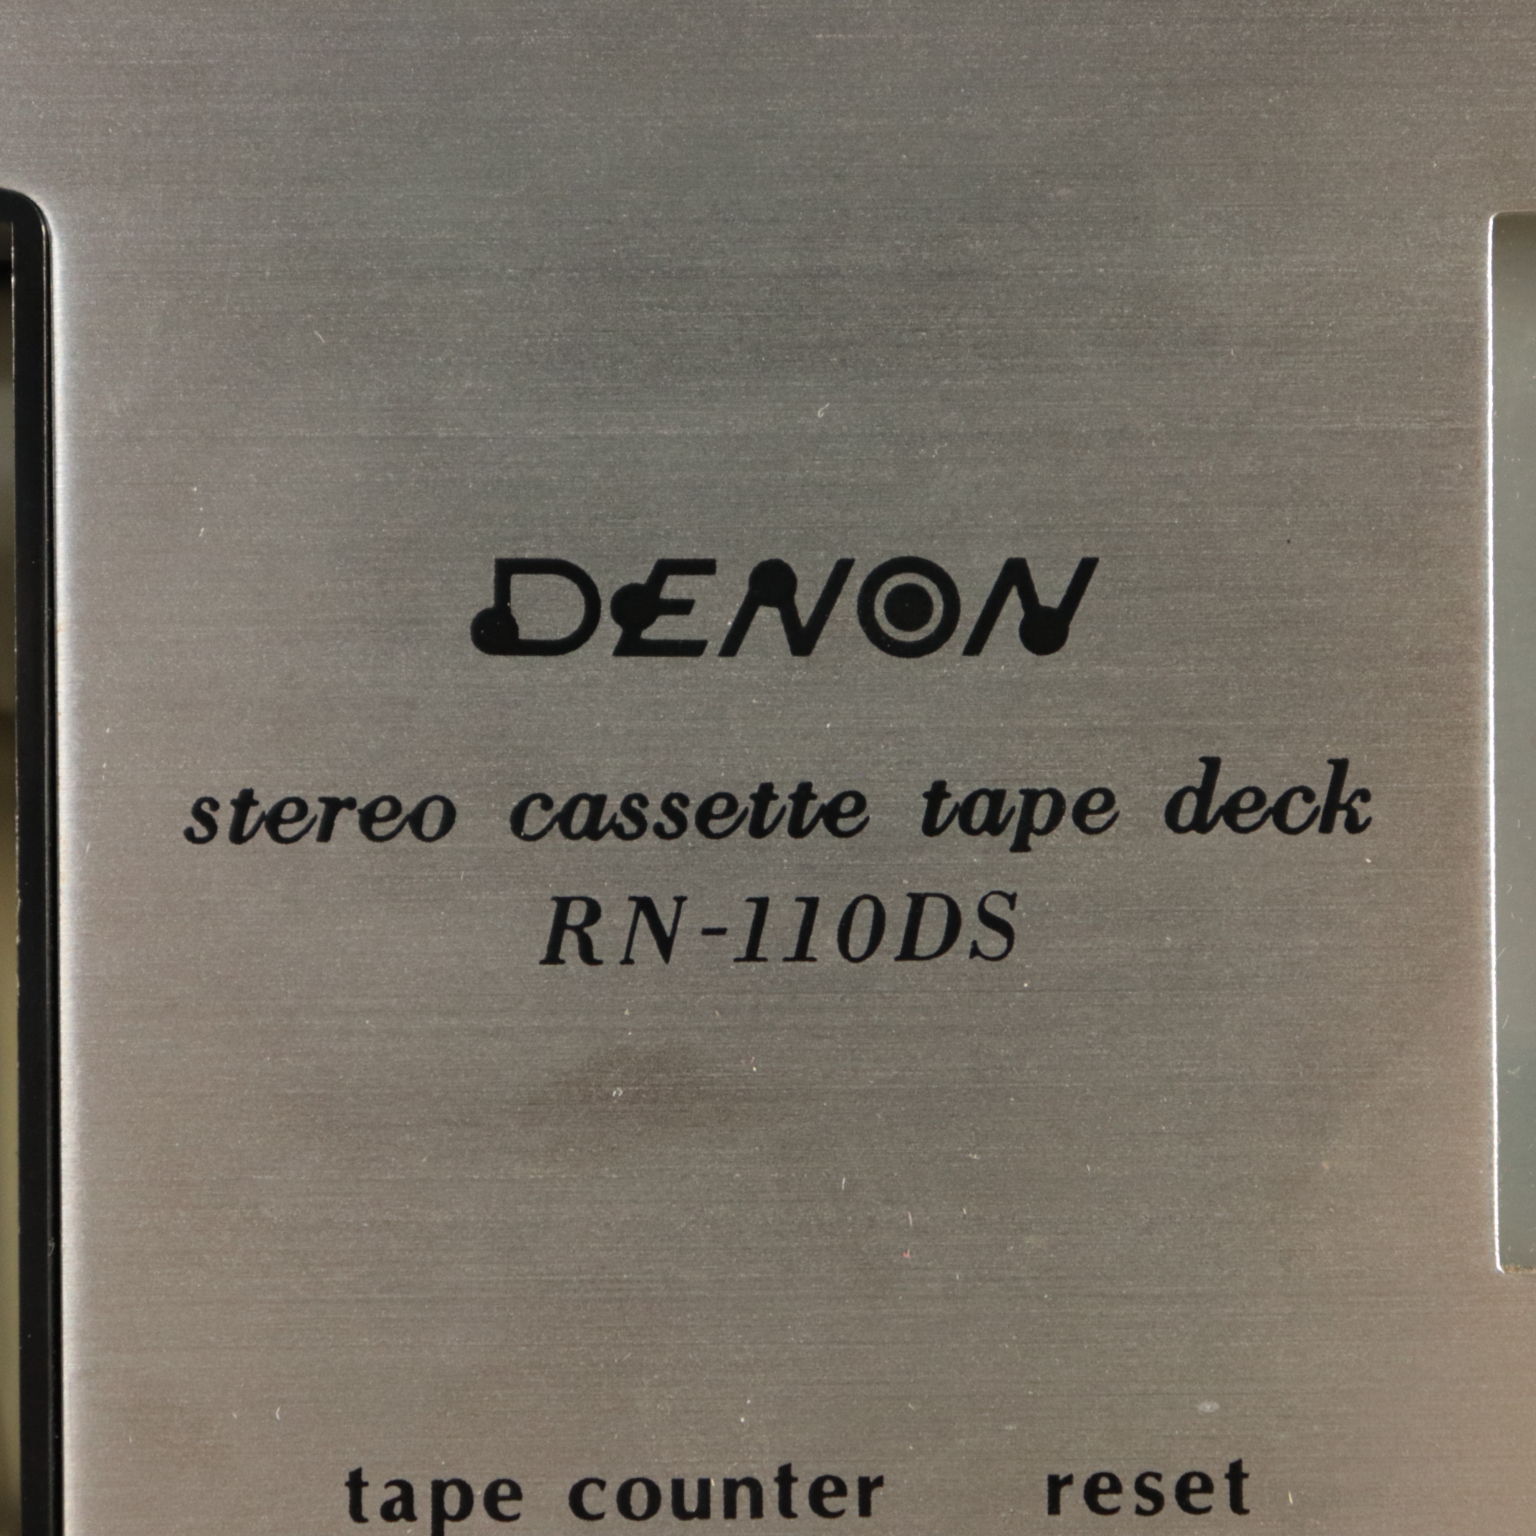 DENON
stereo cassette tape deck
RN-110DS
tape counter reset